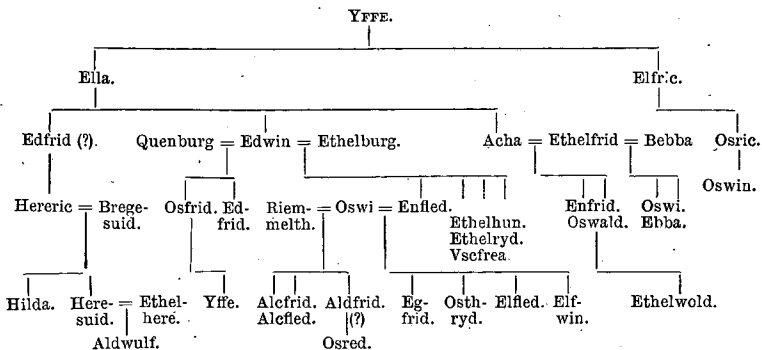 YFFE.
Ella. Elfric.
Edfrid (?). Quenburg = Edwin = Ethelburg. Acha = Ethelfrid = Bebba Osric.
Oswin.
Hereric = Brege- Osfrid. Ed- Riem- = Oswi = Enfled. Enfrid. Oswi.
suid. frid. melth. Ethelhun. Oswald. Ebba.
Ethelryd.
Vscfrea.
Hilda. Here- = Ethel- Yffe. Alcfrid. Aldfrid. Eg- Osth- Elfled. Elf- Ethelwold.
suid. here. Alcfled. (?) frid. ryd. win.
Aldwulf. Osred.